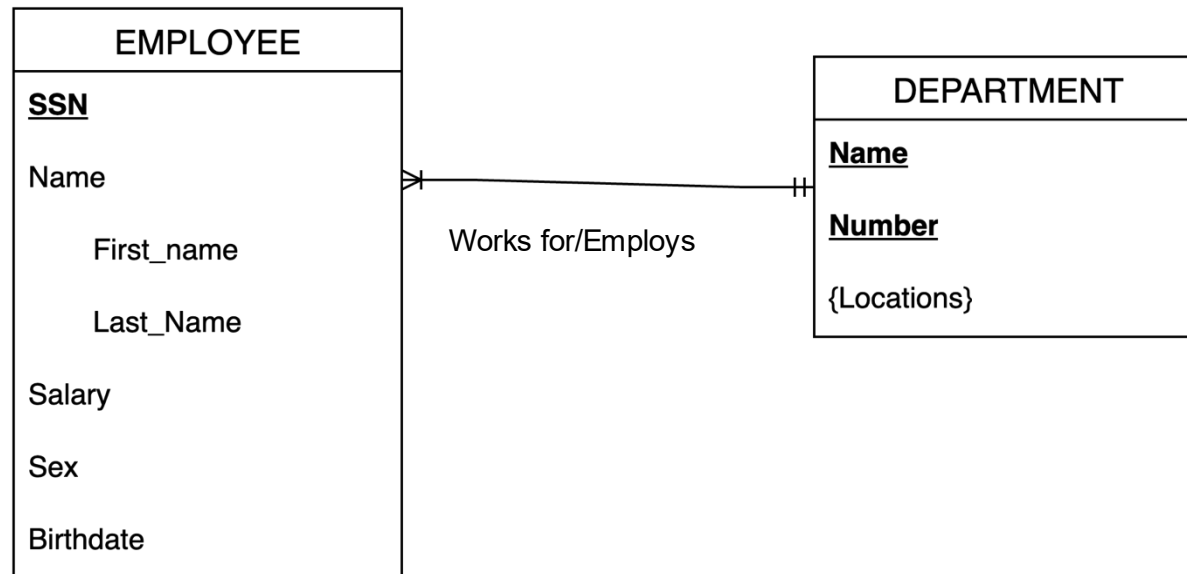 EMPLOYEE
SSN
Name
First_name
Last_Name
Salary
Sex
Birthdate
Works for/Employs
DEPARTMENT
Name
Number
{Locations}